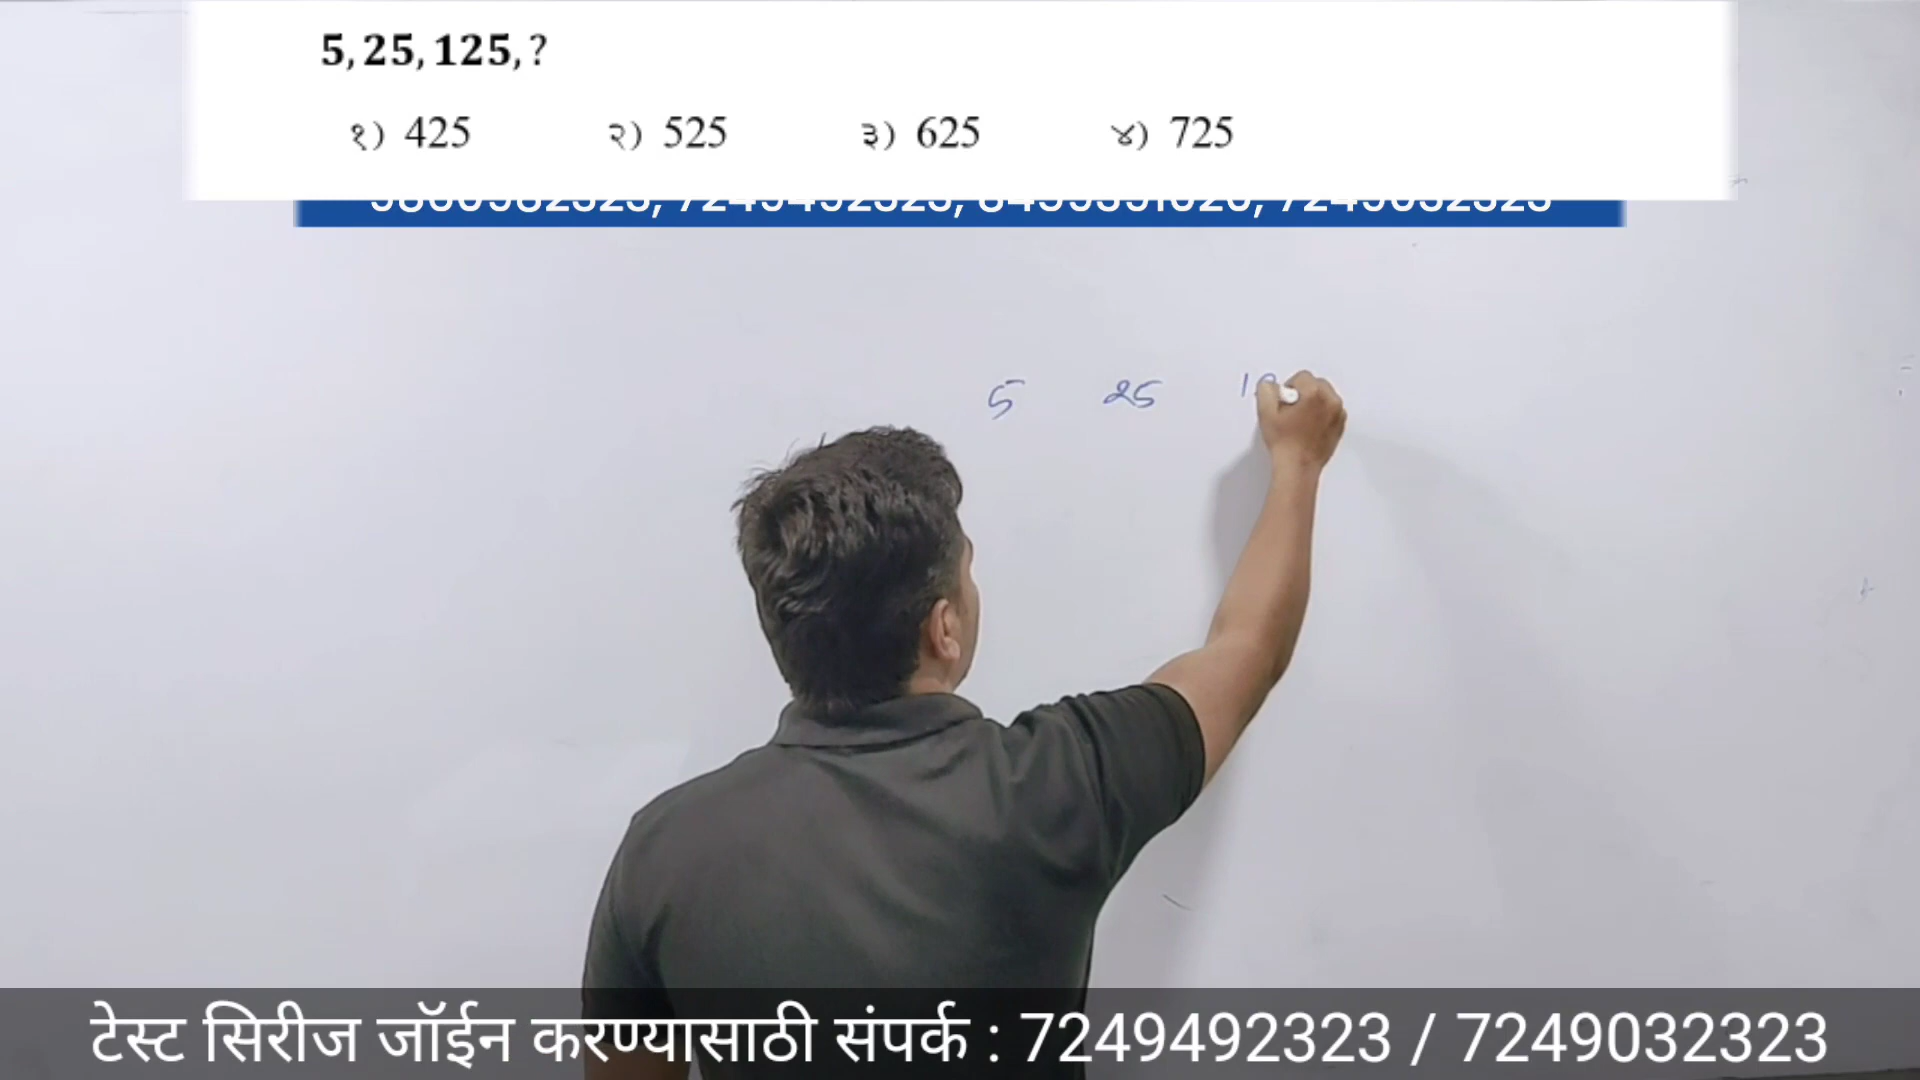 5, 25, 125, ?
१) 425 २) 525 ३) 625 ४) 725
5 25
टेस्ट सिरीज जॉईन करण्यासाठी संपर्क : 7249492323 / 7249032323